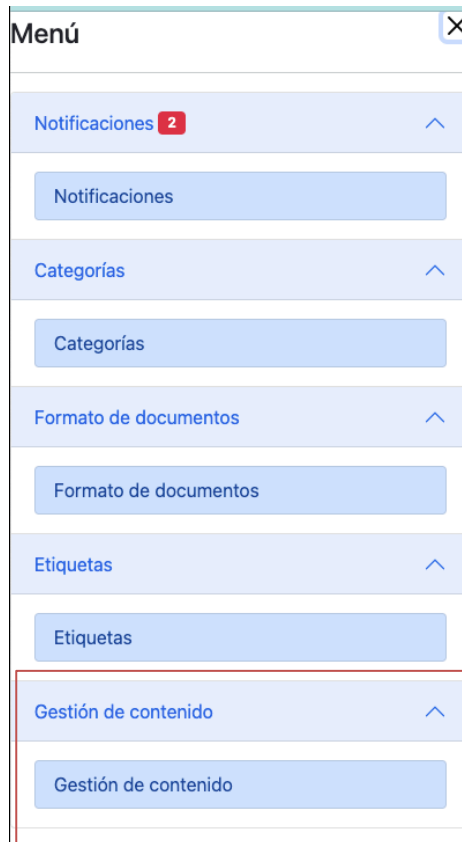 Menú
Notificaciones 2
Notificaciones
Categorías
Categorías
Formato de documentos
Formato de documentos
Etiquetas
Etiquetas
Gestión de contenido
Gestión de contenido